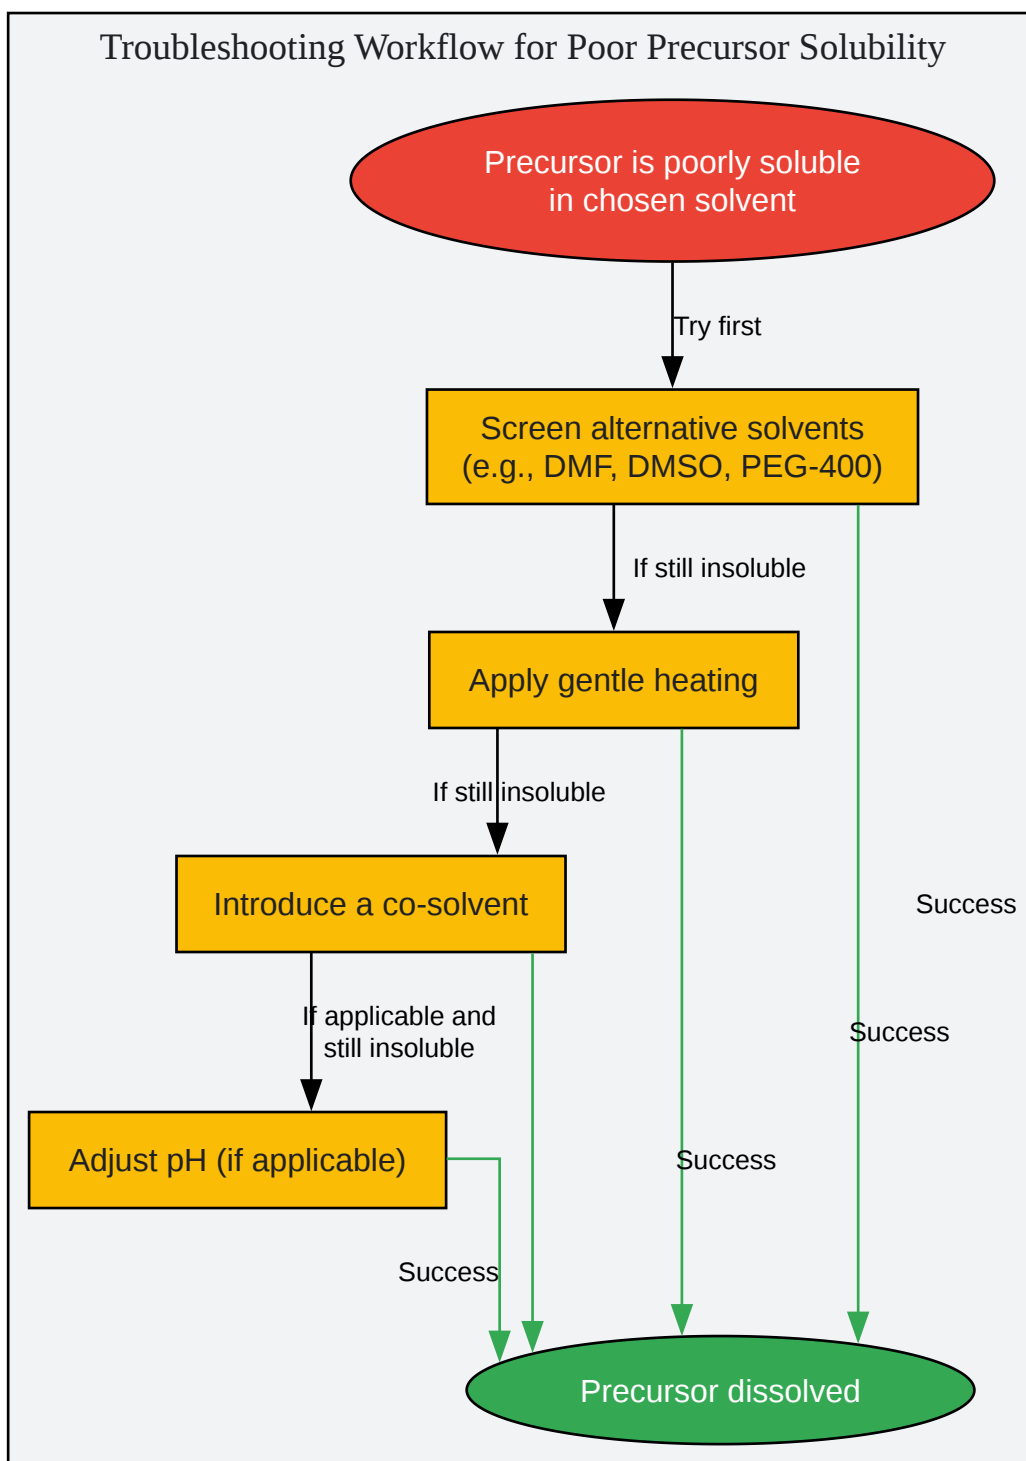 Troubleshooting Workflow for Poor Precursor Solubility
Precursor is poorly soluble
in chosen solvent
Try first
Screen alternative solvents
(e.g., DMF, DMSO, PEG-400)
If still insoluble
Apply gentle heating
If still insoluble
Introduce a co-solvent
Success
If applicable and
still insoluble
Success
Adjust pH (if applicable)
Success
Success
Precursor dissolved